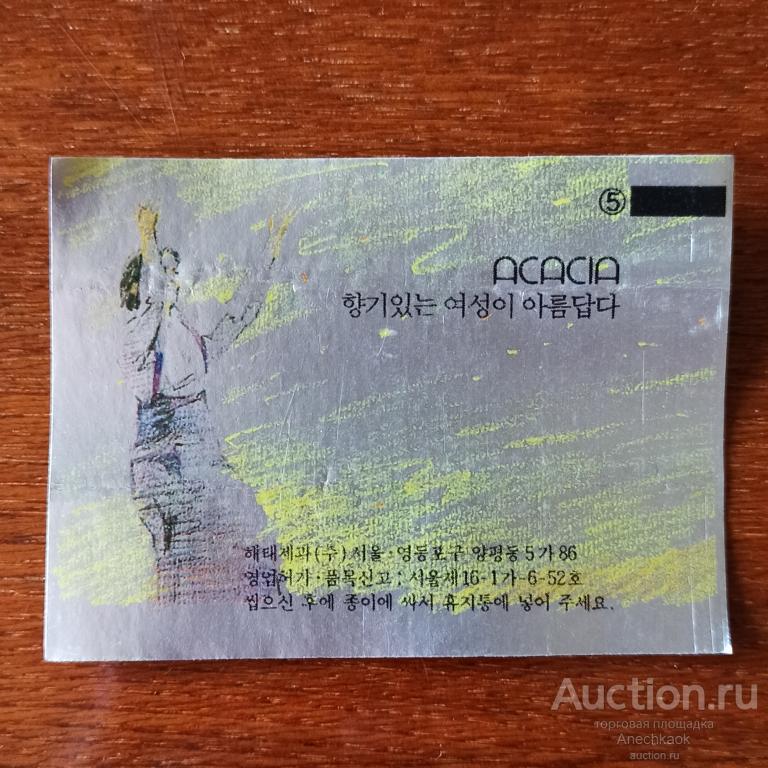 ⑤
ACACIA
향기있는 여성이 아름답다
해태제과(주)서울·영등포구 양평동5가86
영업허가·품목신고: 서울제16-1가-6-52호
씹으신 후에 종이에 싸서 휴지통에 넣어 주세요.
Auction.ru
торговая площадка
Anechkaok
auction.ru